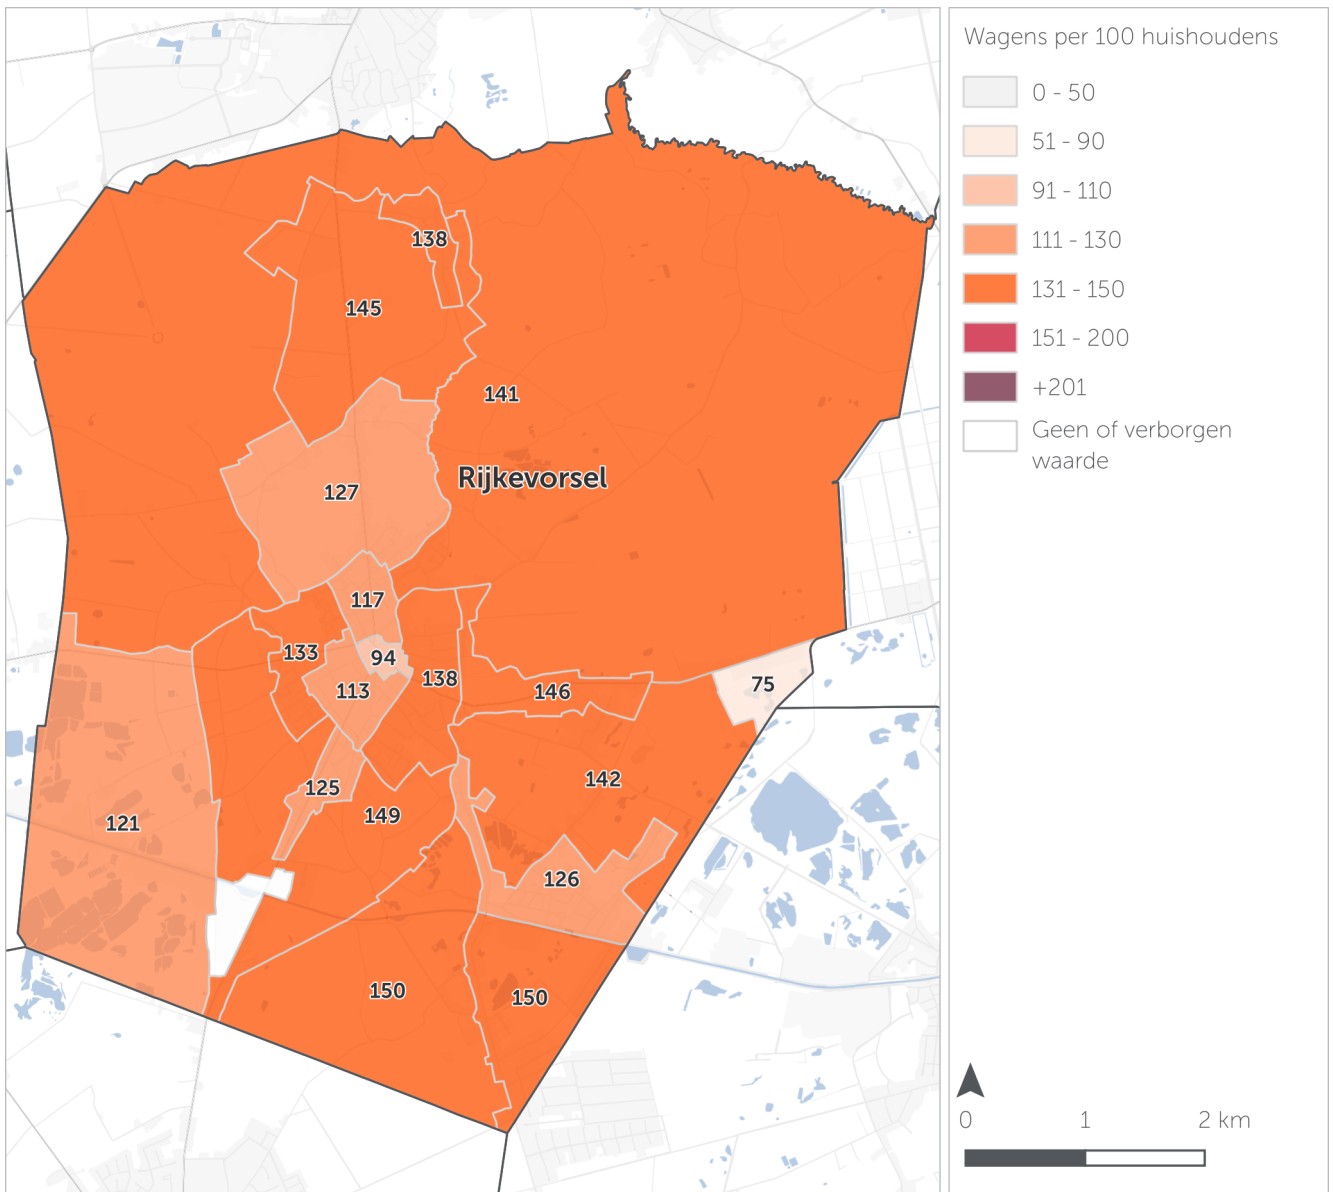 138
145
141
Rijkevorsel
127
117
133
94
138
113
146
75
142
125
149
121
126
150
150
Wagens per 100 huishoudens
0 - 50
51 - 90
91 - 110
111 - 130
131 - 150
151 - 200
+201
Geen of verborgen
waarde
0 1 2 km